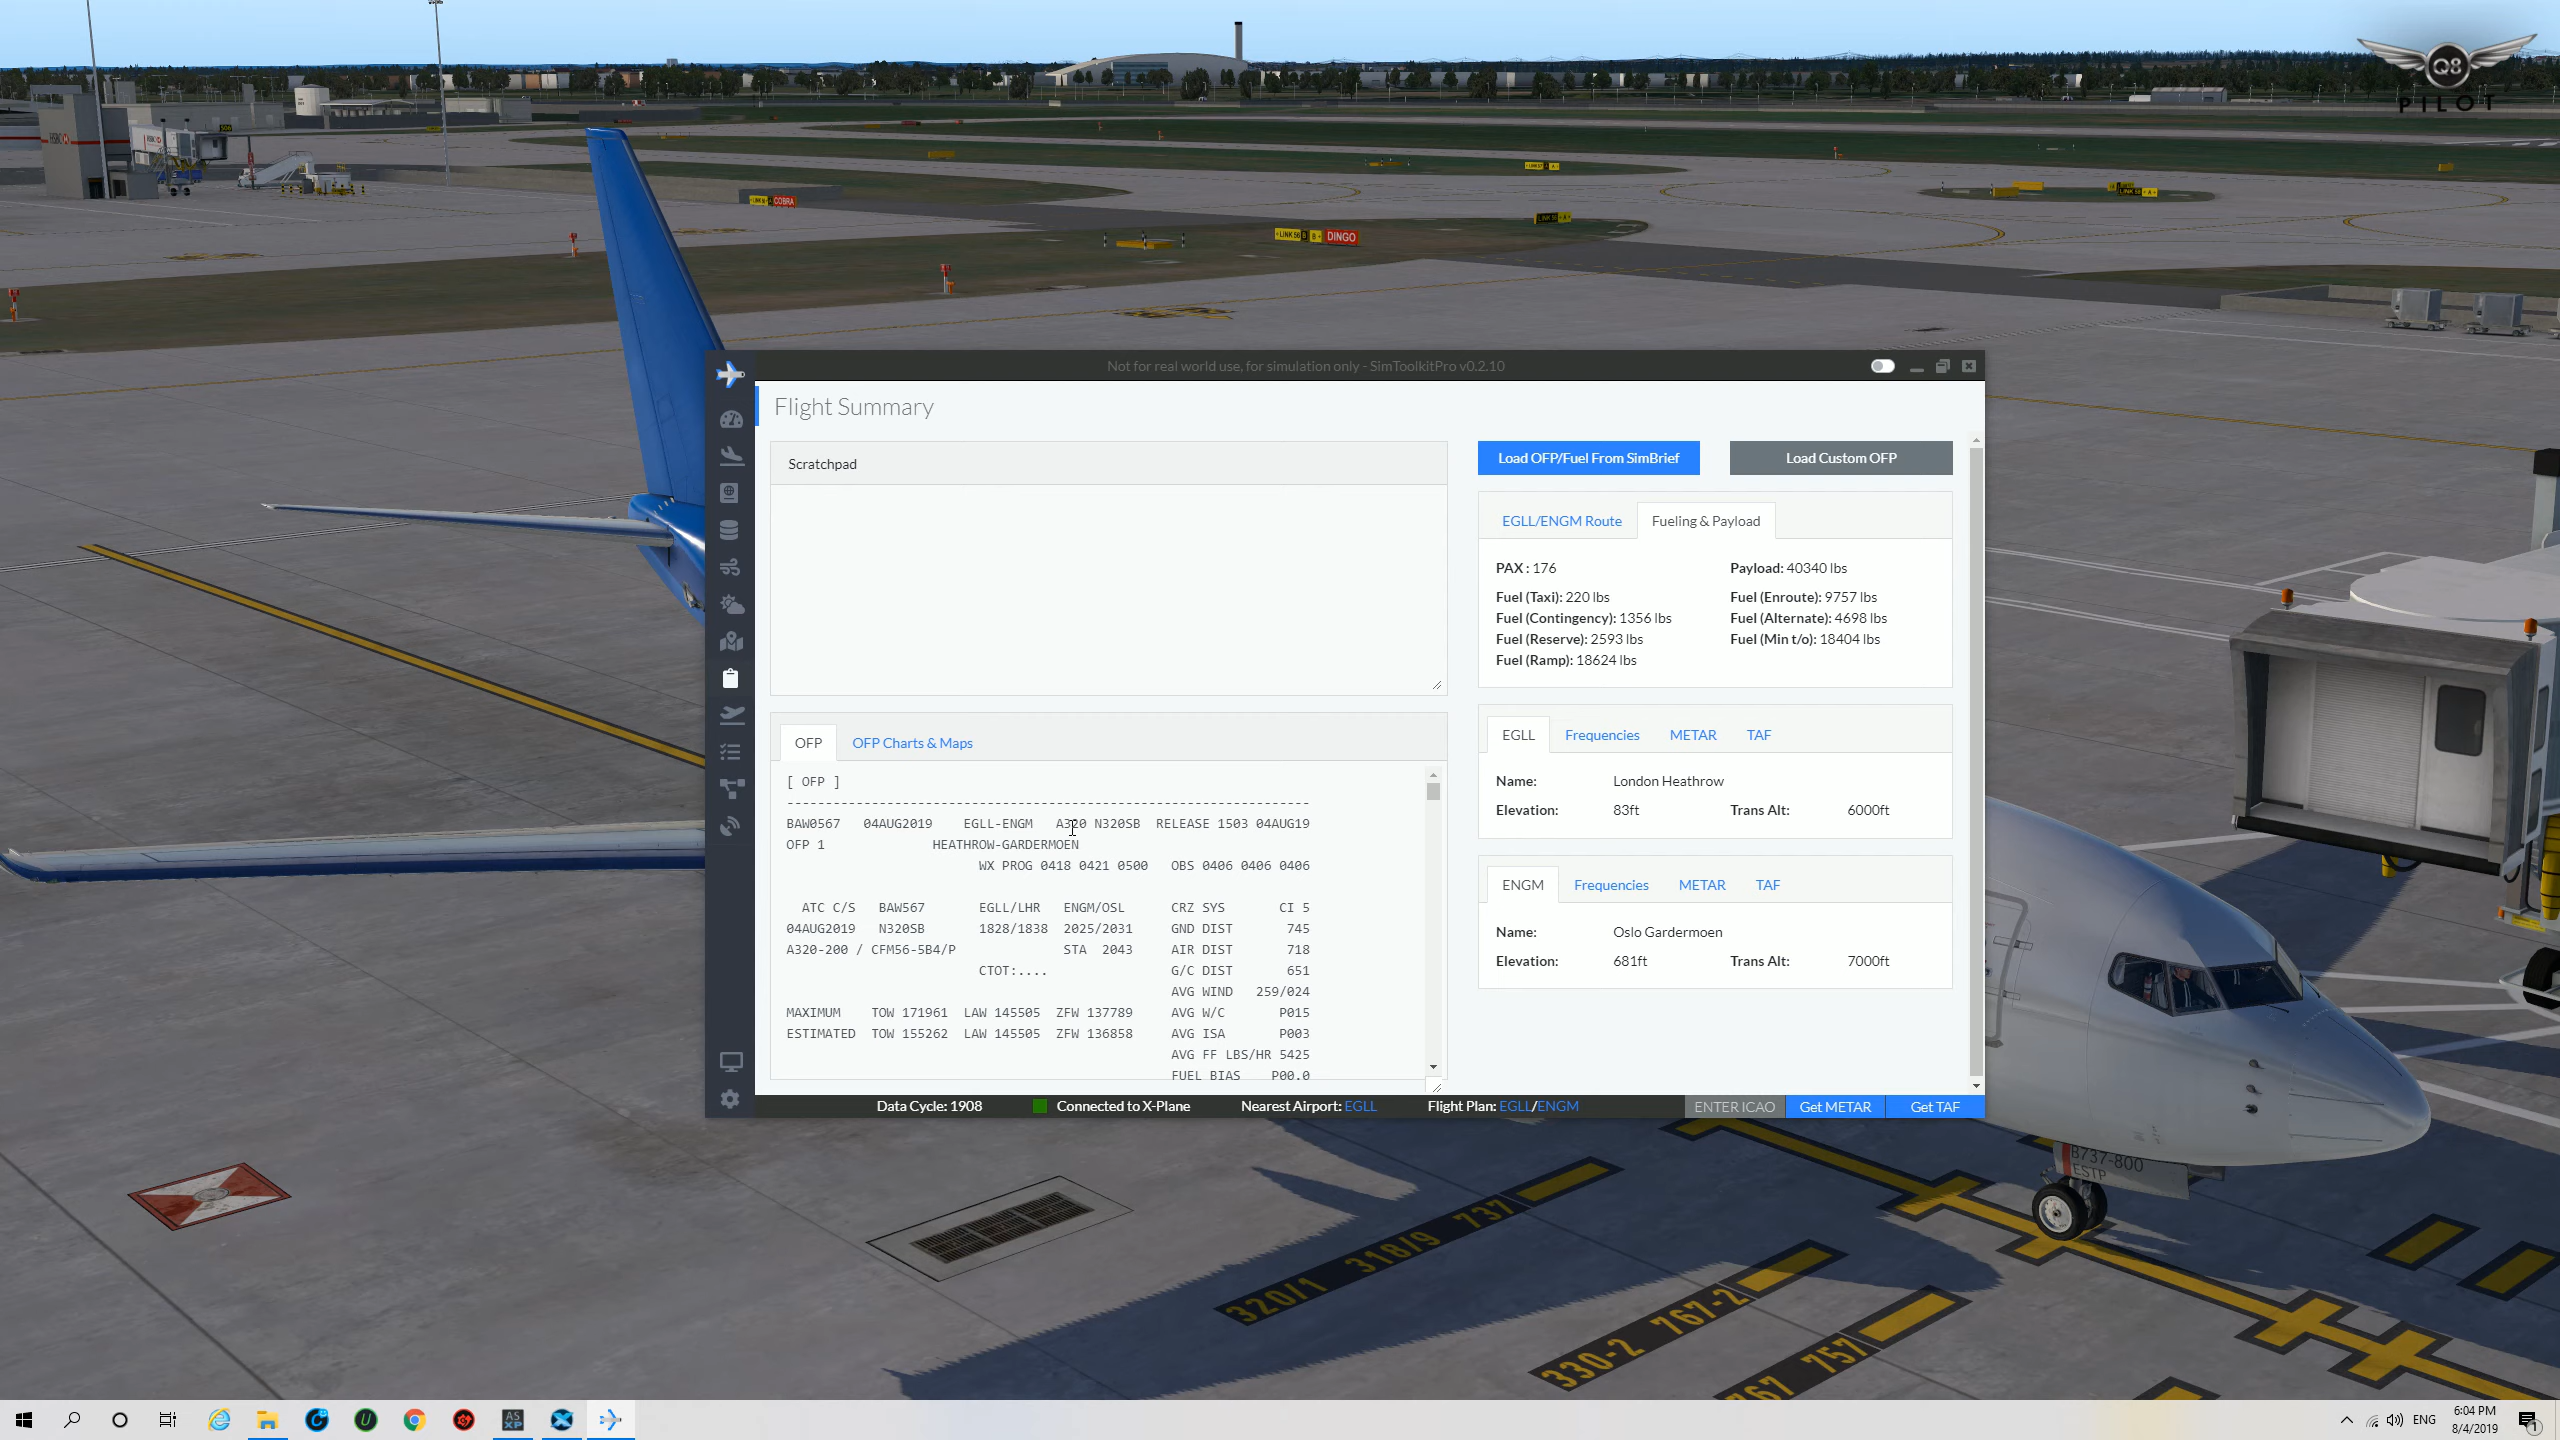 Q8
PILOT
HSBC
COBRA
LINK 56
DINGO
LINK 56
Not for real world use, for simulation only - SimToolkitPro v0.2.10
Flight Summary
Scratchpad
Load OFP/Fuel From SimBrief
Load Custom OFP
EGLL/ENGM Route
Fueling & Payload
PAX : 176
Payload: 40340 lbs
Fuel (Taxi): 220 lbs
Fuel (Enroute): 9757 lbs
Fuel (Contingency): 1356 lbs
Fuel (Alternate): 4698 lbs
Fuel (Reserve): 2593 lbs
Fuel (Min t/o): 18404 lbs
Fuel (Ramp): 18624 lbs
EGLL Frequencies METAR TAF
Name: London Heathrow
Elevation: 83ft Trans Alt: 6000ft
ENGM Frequencies METAR TAF
Name: Oslo Gardermoen
Elevation: 681ft Trans Alt: 7000ft
OFP OFP Charts & Maps
[ OFP ]
--------------------------------------------------------------------
BAW0567 04AUG2019 EGLL-ENGM A320 N320SB RELEASE 1503 04AUG19
OFP 1 HEATHROW-GARDERMOEN
WX PROG 0418 0421 0500 OBS 0406 0406 0406
ATC C/S BAW567 EGLL/LHR ENGM/OSL CRZ SYS CI 5
04AUG2019 N320SB 1828/1838 2025/2031 GND DIST 745
A320-200 / CFM56-5B4/P STA 2043 AIR DIST 718
CTOT:.... G/C DIST 651
AVG WIND 259/024
MAXIMUM TOW 171961 LAW 145505 ZFW 137789 AVG W/C P015
ESTIMATED TOW 155262 LAW 145505 ZFW 136858 AVG ISA P003
AVG FF LBS/HR 5425
FUEL BIAS P00.0
Data Cycle: 1908 Connected to X-Plane Nearest Airport: EGLL Flight Plan: EGLL/ENGM ENTER ICAO Get METAR Get TAF
B737-800
ESTP
320/1 318/9 737
330-2 767-2
767 757
AS
XP
ENG
6:04 PM
8/4/2019
1